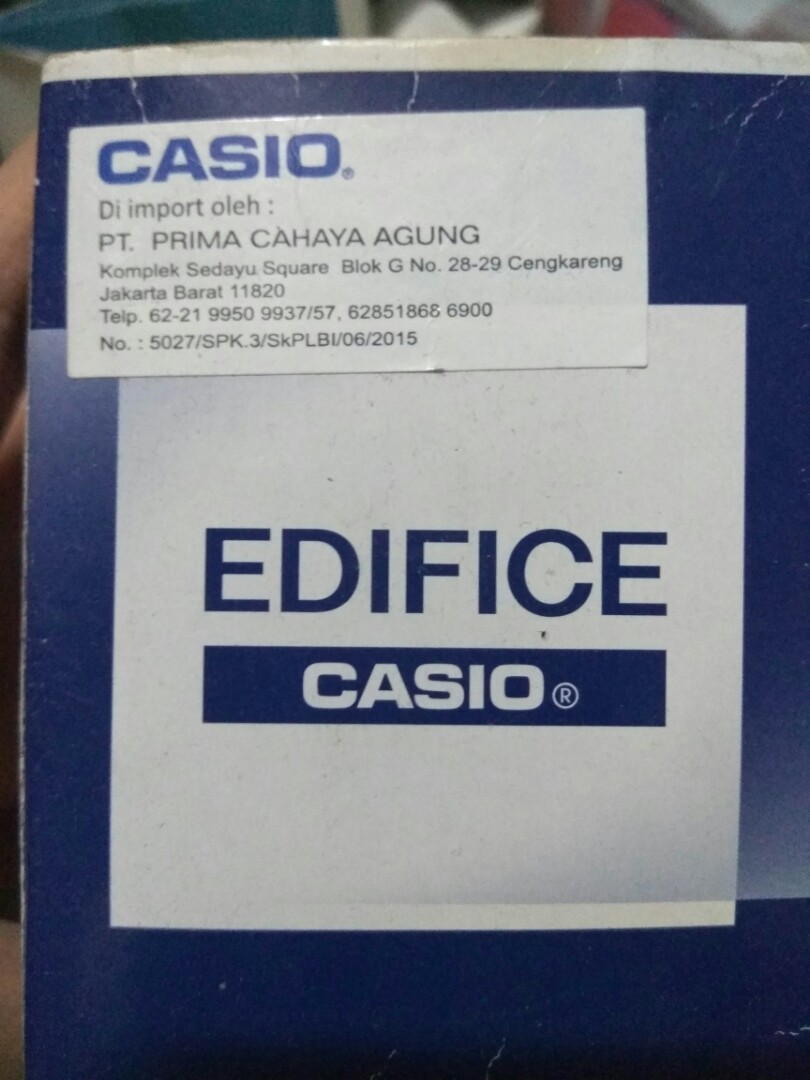 CASIO®
Di import oleh :
PT. PRIMA CAHAYA AGUNG
Komplek Sedayu Square Blok G No. 28-29 Cengkareng
Jakarta Barat 11820
Telp. 62-21 9950 9937/57, 62851868 6900
No. : 5027/SPK.3/SkPLBI/06/2015
EDIFICE
CASIO®